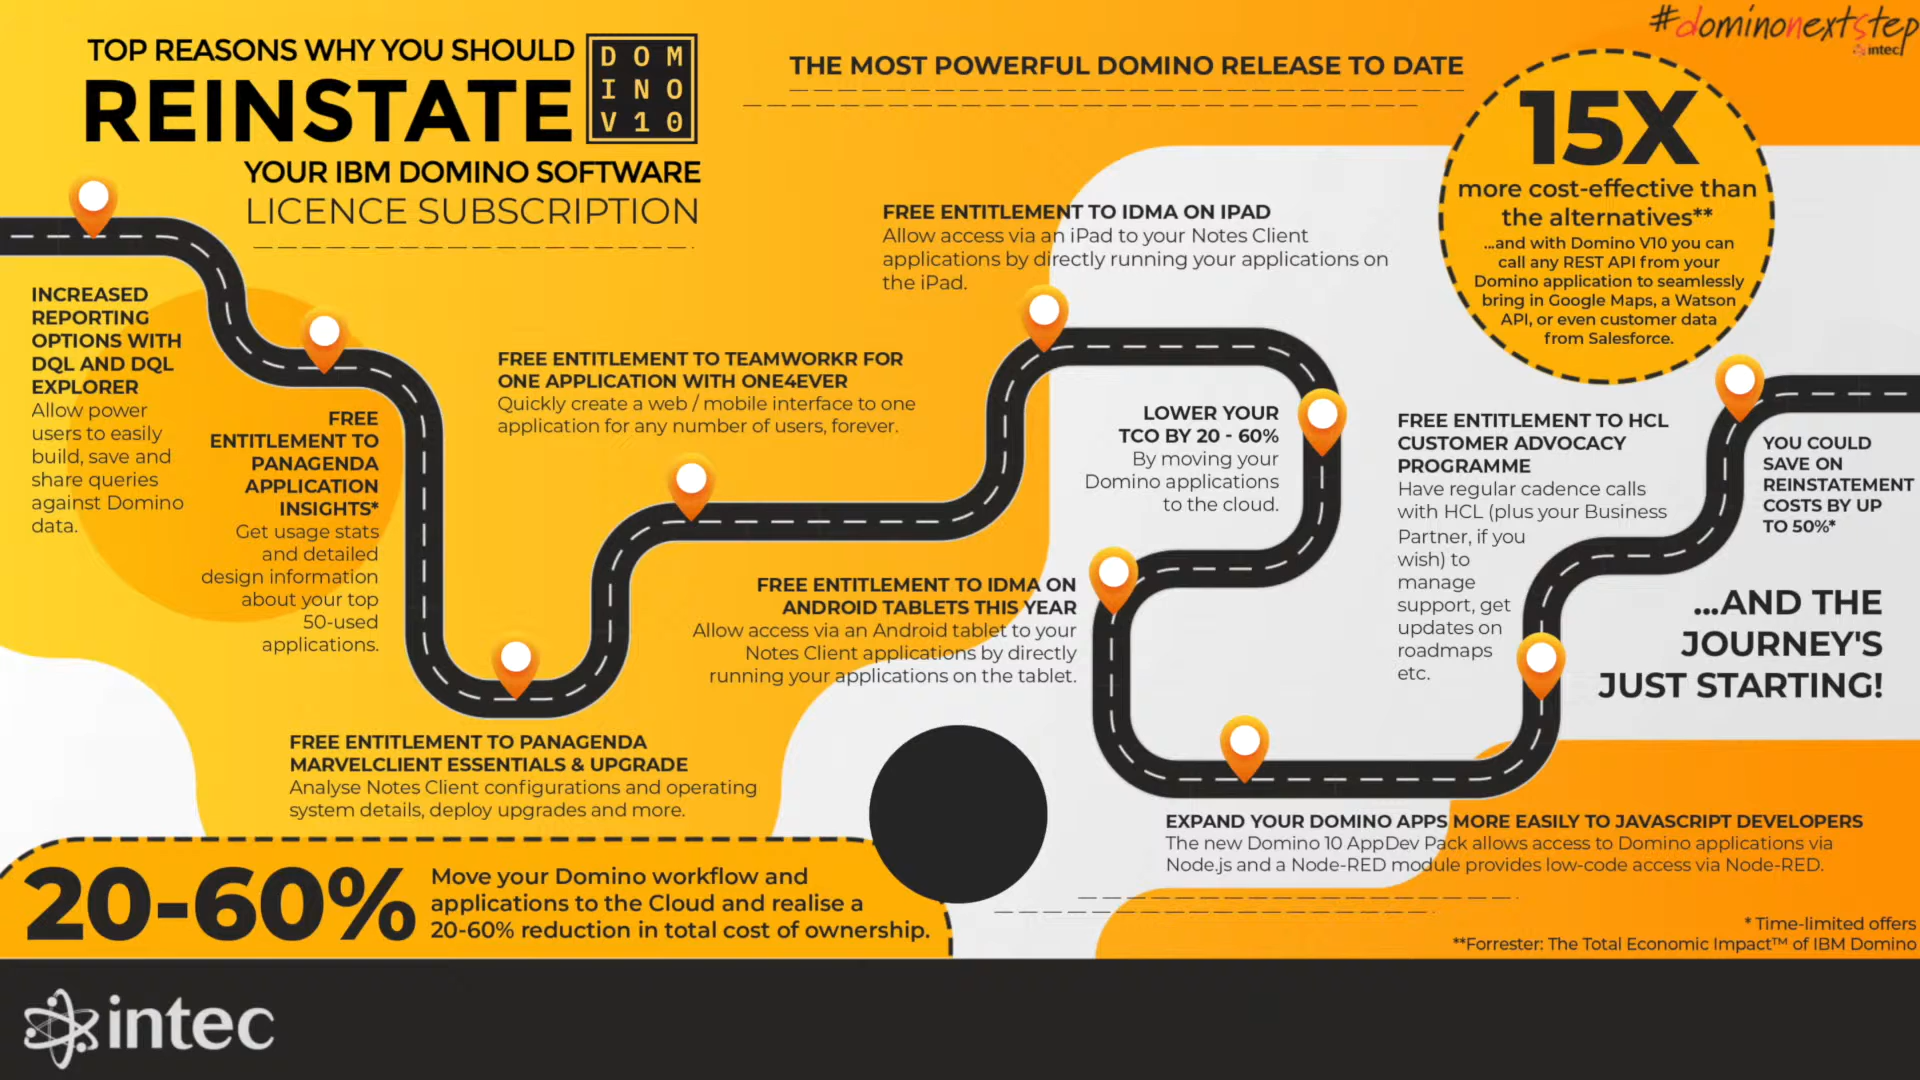 TOP REASONS WHY YOU SHOULD
REINSTATE
DOM
INO
V10
YOUR IBM DOMINO SOFTWARE
LICENCE SUBSCRIPTION
THE MOST POWERFUL DOMINO RELEASE TO DATE
#dominonextstep
intec
15X
more cost-effective than
the alternatives**
...and with Domino V10 you can
call any REST API from your
Domino application to seamlessly
bring in Google Maps, a Watson
API, or even customer data
from Salesforce.
INCREASED
REPORTING
OPTIONS WITH
DQL AND DQL
EXPLORER
Allow power
users to easily
build, save and
share queries
against Domino
data.
FREE
ENTITLEMENT TO
PANAGENDA
APPLICATION
INSIGHTS*
Get usage stats
and detailed
design information
about your top
50-used
applications.
FREE ENTITLEMENT TO PANAGENDA
MARVELCLIENT ESSENTIALS & UPGRADE
Analyse Notes Client configurations and operating
system details, deploy upgrades and more.
FREE ENTITLEMENT TO TEAMWORKR FOR
ONE APPLICATION WITH ONE4EVER
Quickly create a web / mobile interface to one
application for any number of users, forever.
FREE ENTITLEMENT TO IDMA ON IPAD
Allow access via an iPad to your Notes Client
applications by directly running your applications on
the iPad.
LOWER YOUR
TCO BY 20 - 60%
By moving your
Domino applications
to the cloud.
FREE ENTITLEMENT TO IDMA ON
ANDROID TABLETS THIS YEAR
Allow access via an Android tablet to your
Notes Client applications by directly
running your applications on the tablet.
EXPAND YOUR DOMINO APPS MORE EASILY TO JAVASCRIPT DEVELOPERS
The new Domino 10 AppDev Pack allows access to Domino applications via
Node.js and a Node-RED module provides low-code access via Node-RED.
FREE ENTITLEMENT TO HCL
CUSTOMER ADVOCACY
PROGRAMME
Have regular cadence calls
with HCL (plus your Business
Partner, if you
wish) to
manage
support, get
updates on
roadmaps
etc.
YOU COULD
SAVE ON
REINSTATEMENT
COSTS BY UP
TO 50%*
...AND THE
JOURNEY'S
JUST STARTING!
20-60%
Move your Domino workflow and
applications to the Cloud and realise a
20-60% reduction in total cost of ownership.
* Time-limited offers
**Forrester: The Total Economic Impact™ of IBM Domino
intec